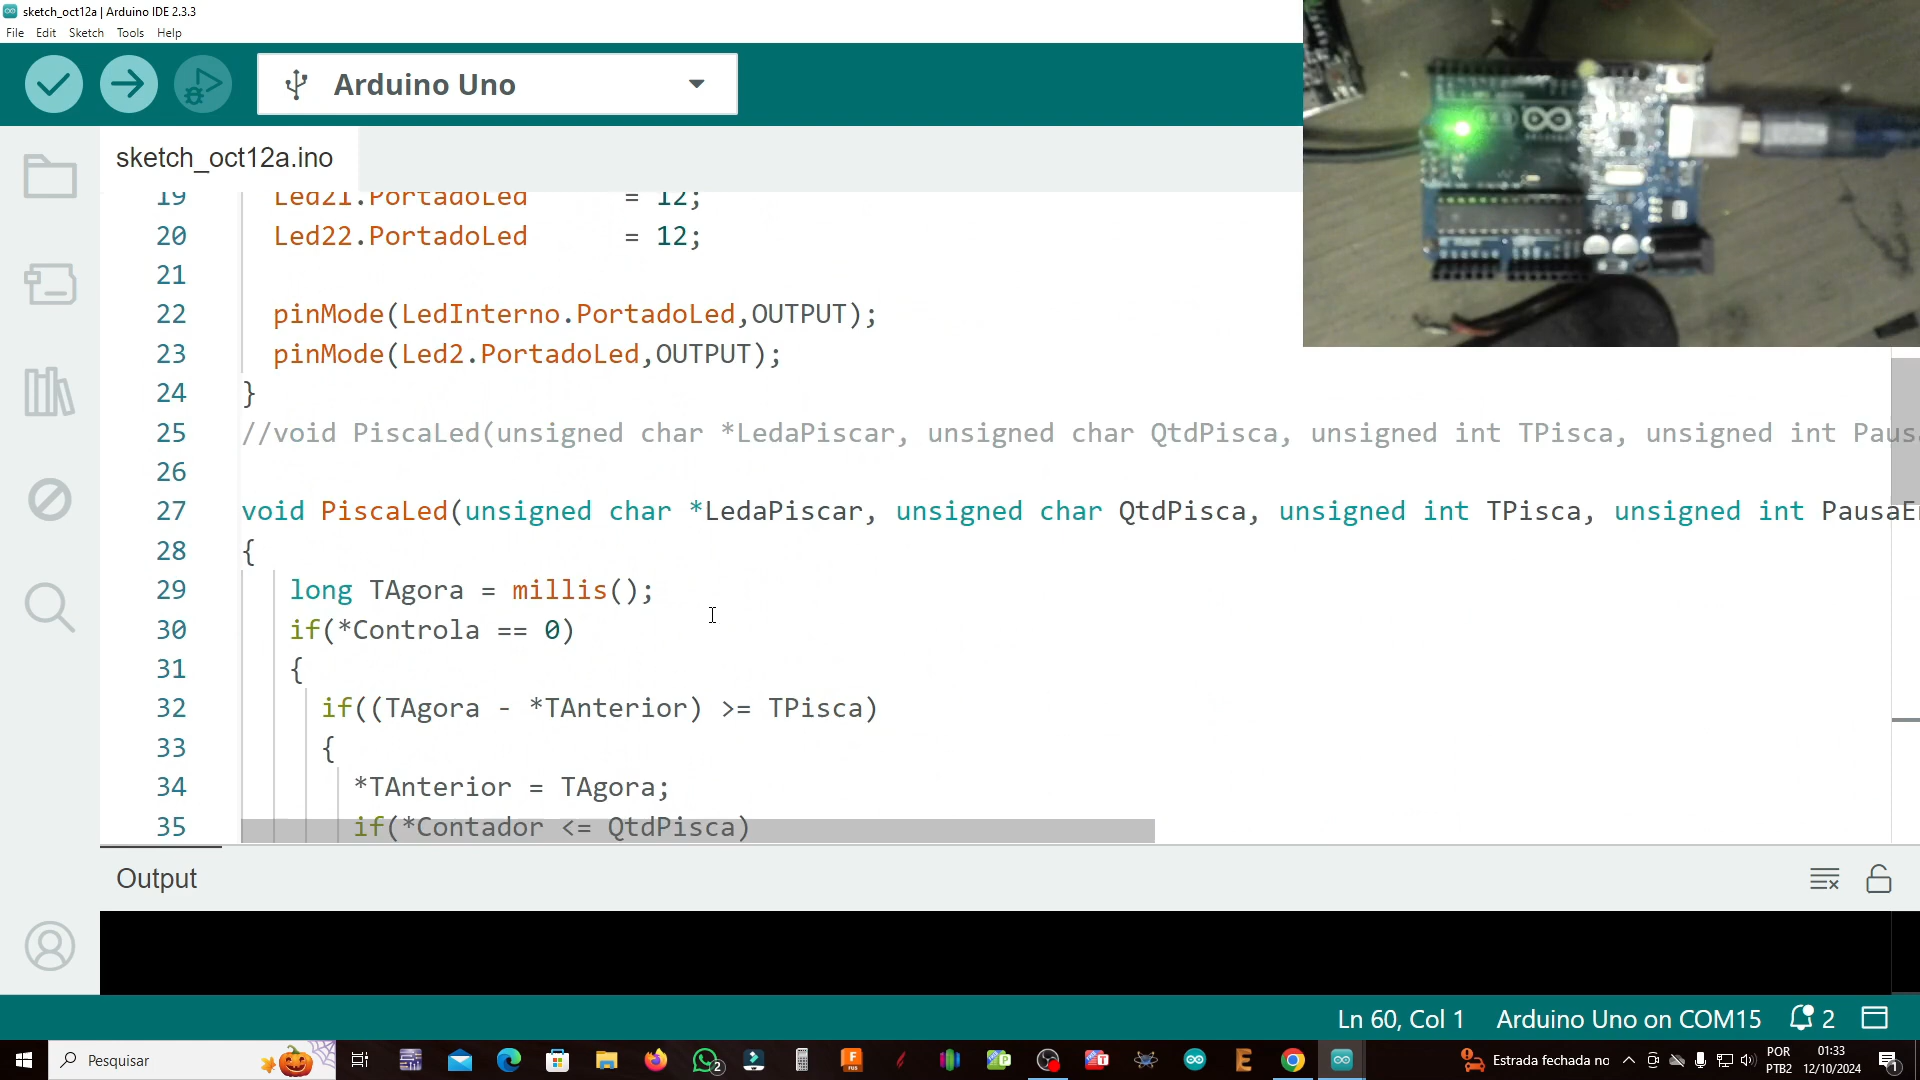 sketch_oct12a | Arduino IDE 2.3.3
File Edit Sketch Tools Help
Arduino Uno
sketch_oct12a.ino
19 Led21.PortadoLed = 12;
20 Led22.PortadoLed = 12;
21
22 pinMode(LedInterno.PortadoLed,OUTPUT);
23 pinMode(Led2.PortadoLed,OUTPUT);
24 }
25 //void PiscaLed(unsigned char *LedaPiscar, unsigned char QtdPisca, unsigned int TPisca, unsigned int Paus
26
27 void PiscaLed(unsigned char *LedaPiscar, unsigned char QtdPisca, unsigned int TPisca, unsigned int PausaE
28 {
29 long TAgora = millis();
30 if(*Controla == 0)
31 {
32 if((TAgora - *TAnterior) >= TPisca)
33 {
34 *TAnterior = TAgora;
35 if(*Contador <= QtdPisca)
Output
Ln 60, Col 1 Arduino Uno on COM15 2
Pesquisar
2
Estrada fechada no
POR
PTB2
01:33
12/10/2024
1